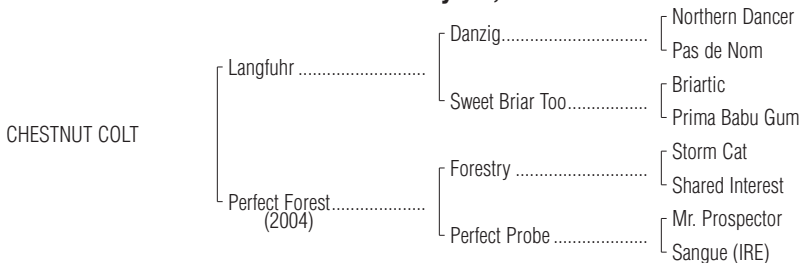 Northern Dancer
Danzig................................
Pas de Nom
Langfuhr ...........................
Briartic
Sweet Briar Too.................
Prima Babu Gum
CHESTNUT COLT
Storm Cat
Forestry ............................
Shared Interest
Perfect Forest....................
(2004)
Mr. Prospector
Perfect Probe ....................
Sangue (IRE)